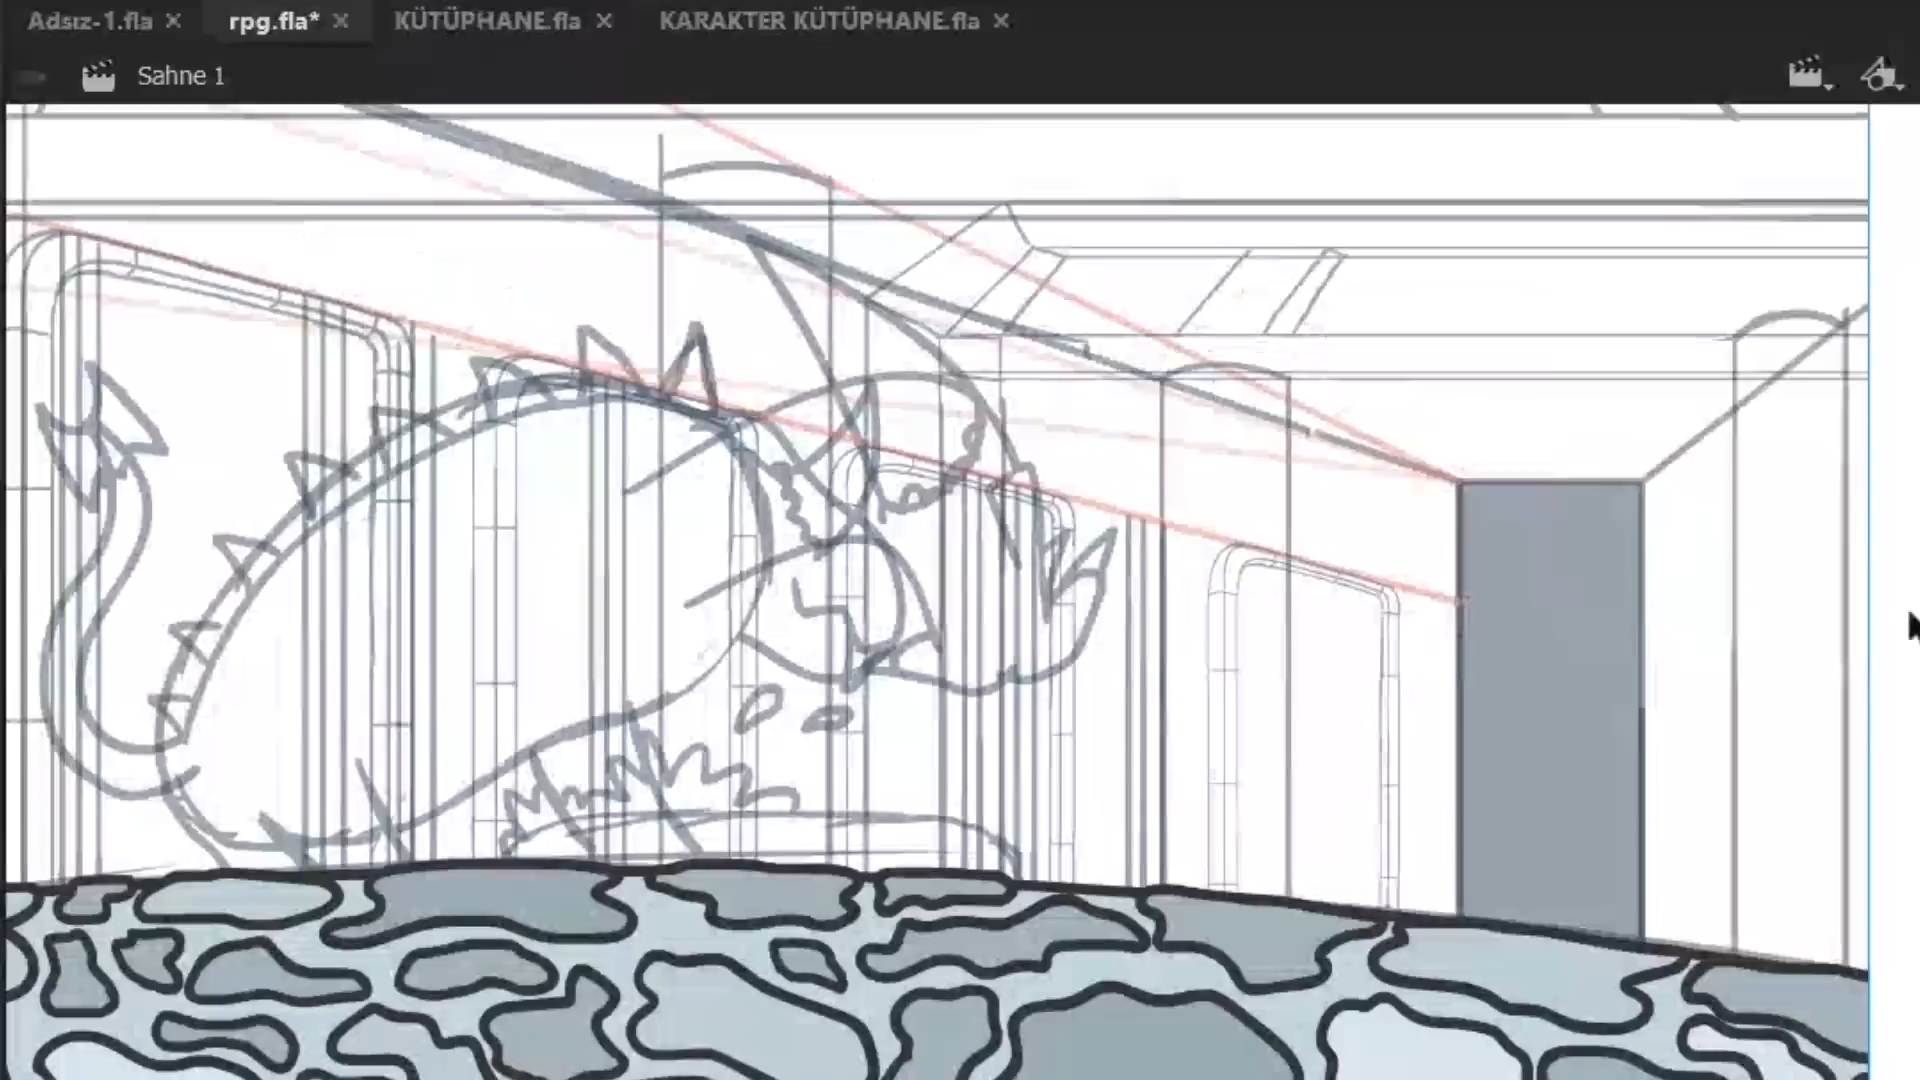 Adsız-1.fla × rpg.fla* × KÜTÜPHANE.fla × KARAKTER KÜTÜPHANE.fla ×
Sahne 1